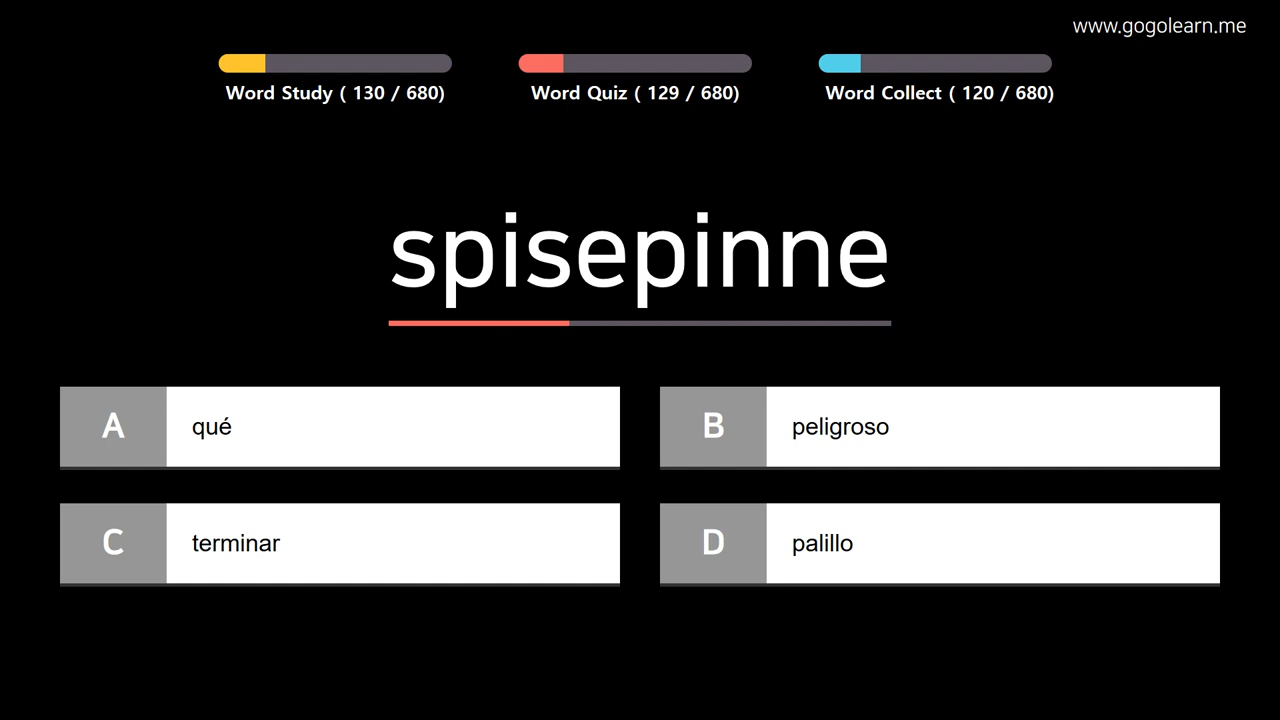 www.gogolearn.me
Word Study ( 130 / 680)
Word Quiz ( 129 / 680)
Word Collect ( 120 / 680)
spisepinne
A qué
B peligroso
C terminar
D palillo